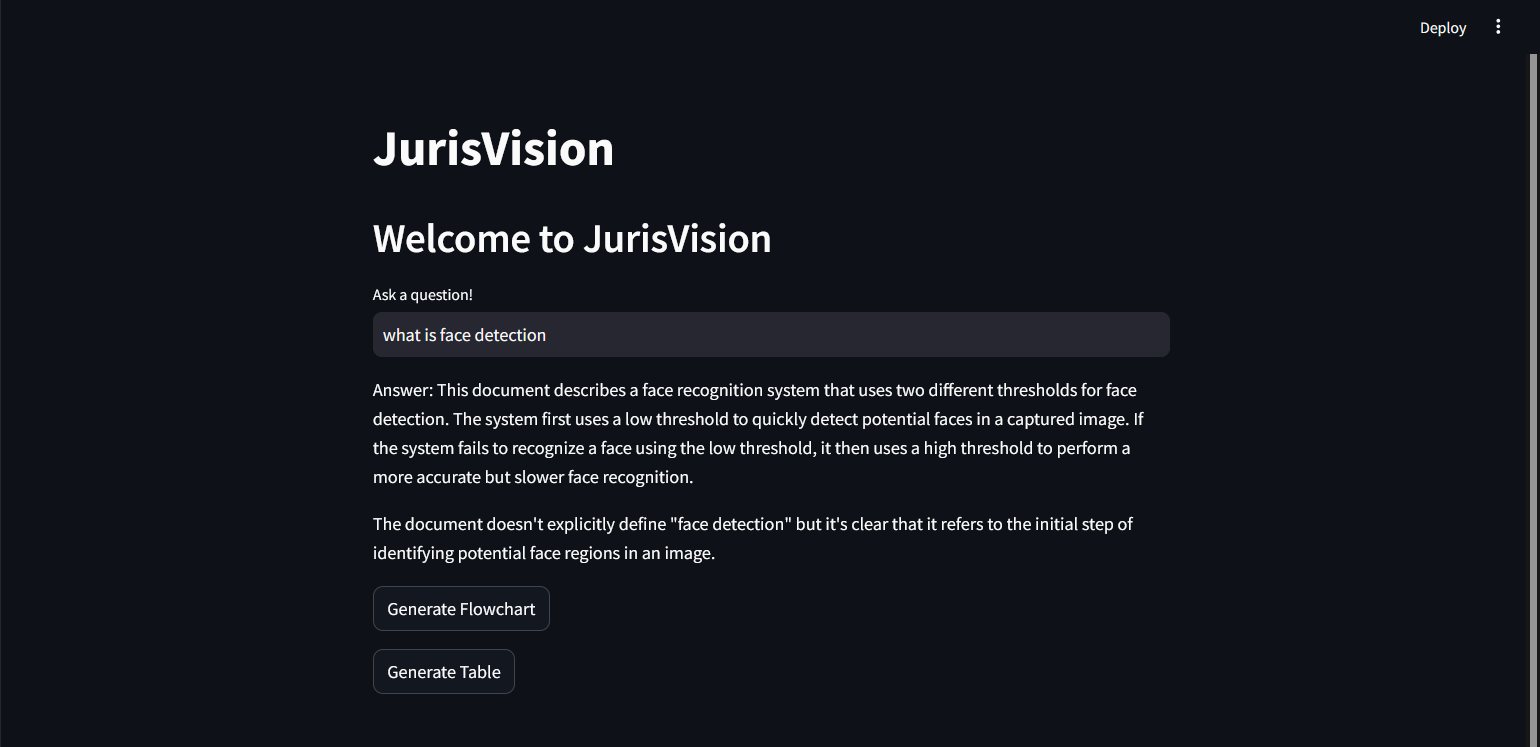 Deploy
JurisVision
Welcome to JurisVision
Ask a question!
what is face detection
Answer: This document describes a face recognition system that uses two different thresholds for face
detection. The system first uses a low threshold to quickly detect potential faces in a captured image. If
the system fails to recognize a face using the low threshold, it then uses a high threshold to perform a
more accurate but slower face recognition.
The document doesn't explicitly define "face detection" but it's clear that it refers to the initial step of
identifying potential face regions in an image.
Generate Flowchart
Generate Table